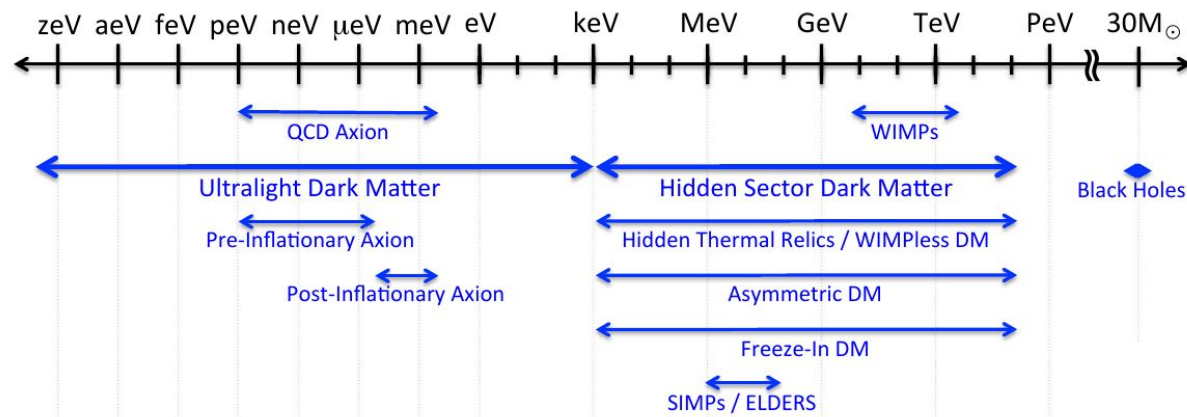 zeV aeV feV peV neV μeV meV eV keV MeV GeV TeV PeV 30M☉
QCD Axion WIMPs
Ultralight Dark Matter Hidden Sector Dark Matter Black Holes
Pre-Inflationary Axion Hidden Thermal Relics / WIMPless DM
Post-Inflationary Axion Asymmetric DM
Freeze-In DM
SIMPs / ELDERS